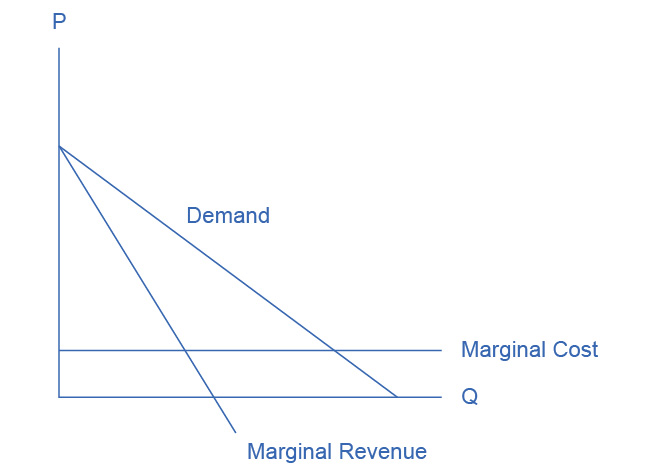 P
Demand
Marginal Cost
Q
Marginal Revenue